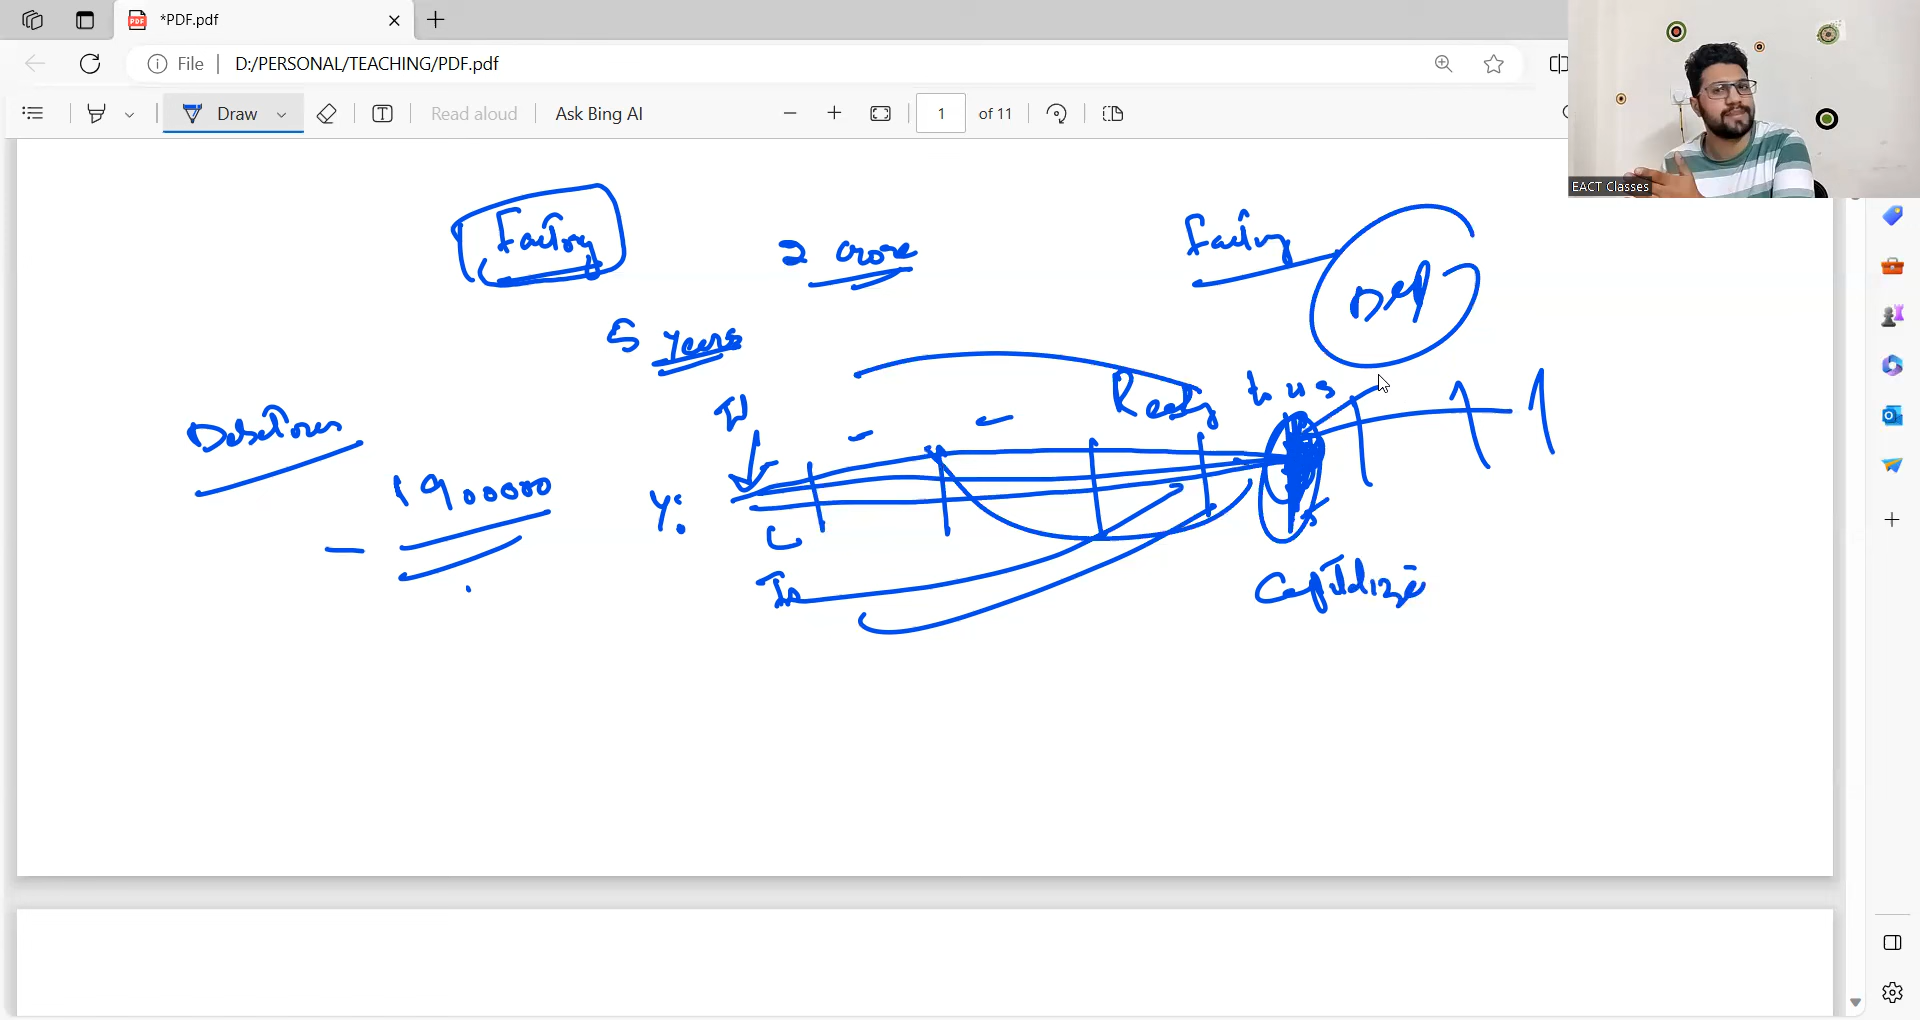 *PDF.pdf
File | D:/PERSONAL/TEACHING/PDF.pdf
Draw
Read aloud
Ask Bing AI
1 of 11
EACT Classes
Factory
2 crore
Factory
Dep
5 years
Ready to use
1900000
Y:
Capitalize